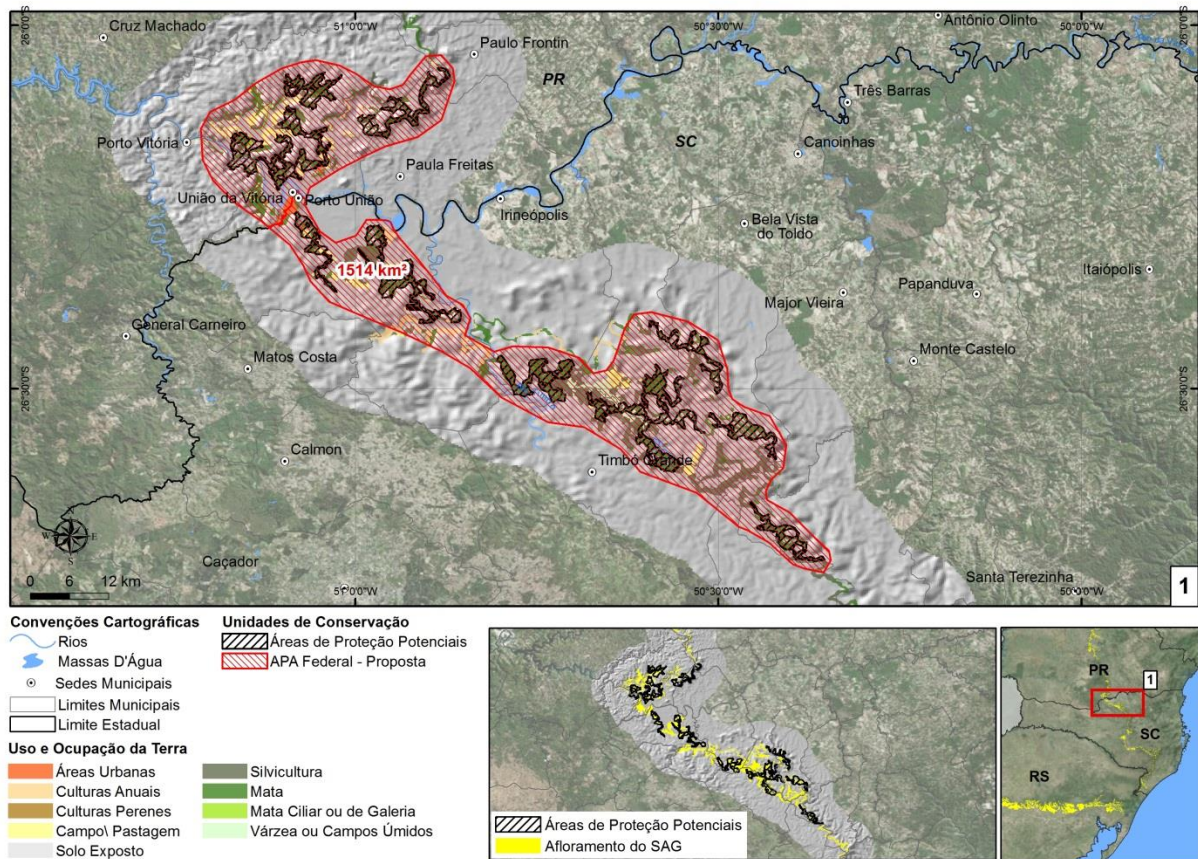 26°0'0"S
51°0'0"W
50°30'0"W
50°0'0"W
26°0'0"S
Cruz Machado
Paulo Frontin
Antônio Olinto
PR
Três Barras
Porto Vitória
SC
Canoinhas
Paula Freitas
União da Vitória
Porto União
Irineópolis
Bela Vista
do Toldo
1514 km²
Itaiópolis
Major Vieira
Papanduva
General Carneiro
Matos Costa
Monte Castelo
26°30'0"S
26°30'0"S
Calmon
Timbó Grande
N
W
E
S
Caçador
Santa Terezinha
0 6 12 km
51°0'0"W
50°30'0"W
50°0'0"W
1
Convenções Cartográficas
Rios
Massas D'Água
Sedes Municipais
Limites Municipais
Limite Estadual
Unidades de Conservação
Áreas de Proteção Potenciais
APA Federal - Proposta
Uso e Ocupação da Terra
Áreas Urbanas
Culturas Anuais
Culturas Perenes
Campo\ Pastagem
Solo Exposto
Silvicultura
Mata
Mata Ciliar ou de Galeria
Várzea ou Campos Úmidos
Áreas de Proteção Potenciais
Afloramento do SAG
PR
1
SC
RS